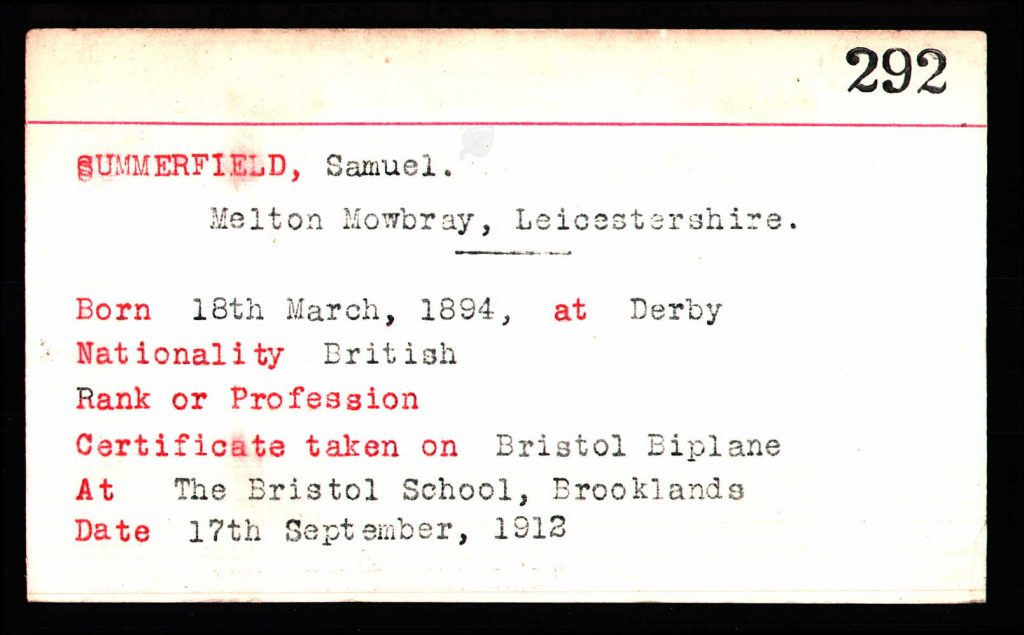 292
SUMMERFIELD, Samuel.
Melton Mowbray, Leicestershire.
Born 18th March, 1894, at Derby
Nationality British
Rank or Profession
Certificate taken on Bristol Biplane
At The Bristol School, Brooklands
Date 17th September, 1912